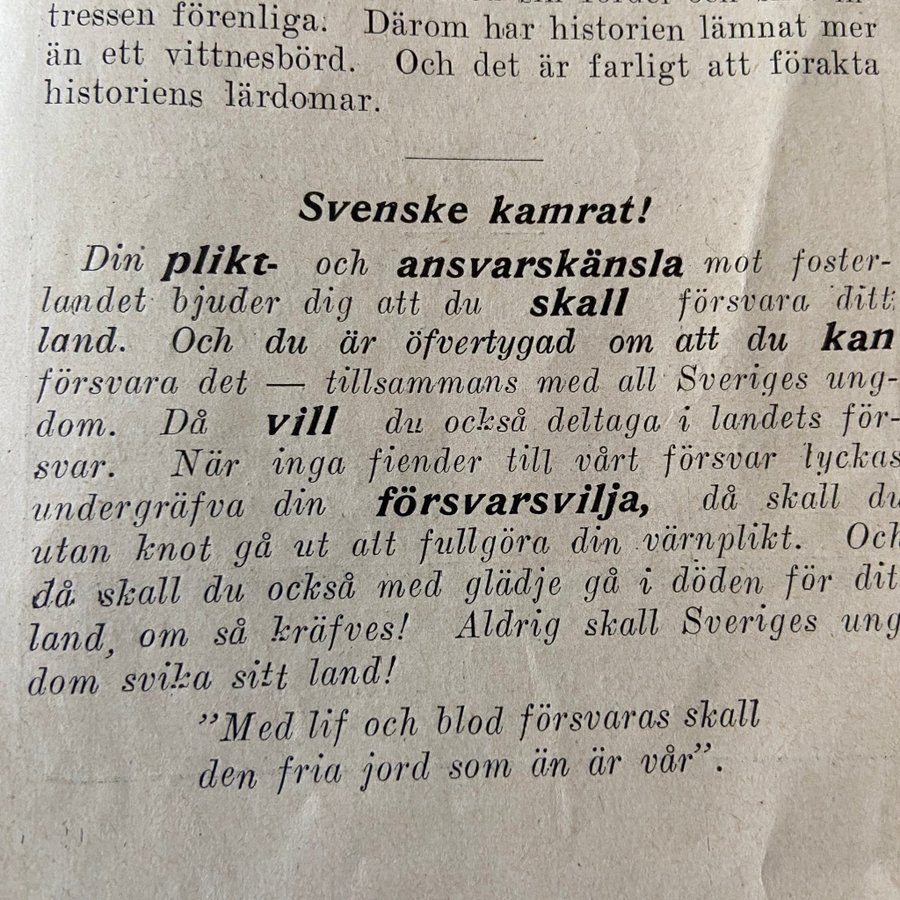 tressen förenliga. Därom har historien lämnat mer
än ett vittnesbörd. Och det är farligt att förakta
historiens lärdomar.
Svenske kamrat!
Din plikt- och ansvarskänsla mot foster-
landet bjuder dig att du skall försvara ditt
land. Och du är öfvertygad om att du kan
försvara det — tillsammans med all Sveriges ung-
dom. Då vill du också deltaga i landets för-
svar. När inga fiender till vårt försvar lyckas
undergräfva din försvarsvilja, då skall du
utan knot gå ut att fullgöra din värnplikt. Och
då skall du också med glädje gå i döden för dit
land, om så kräfves! Aldrig skall Sveriges ung
dom svika sitt land!
”Med lif och blod försvaras skall
den fria jord som än är vår”.